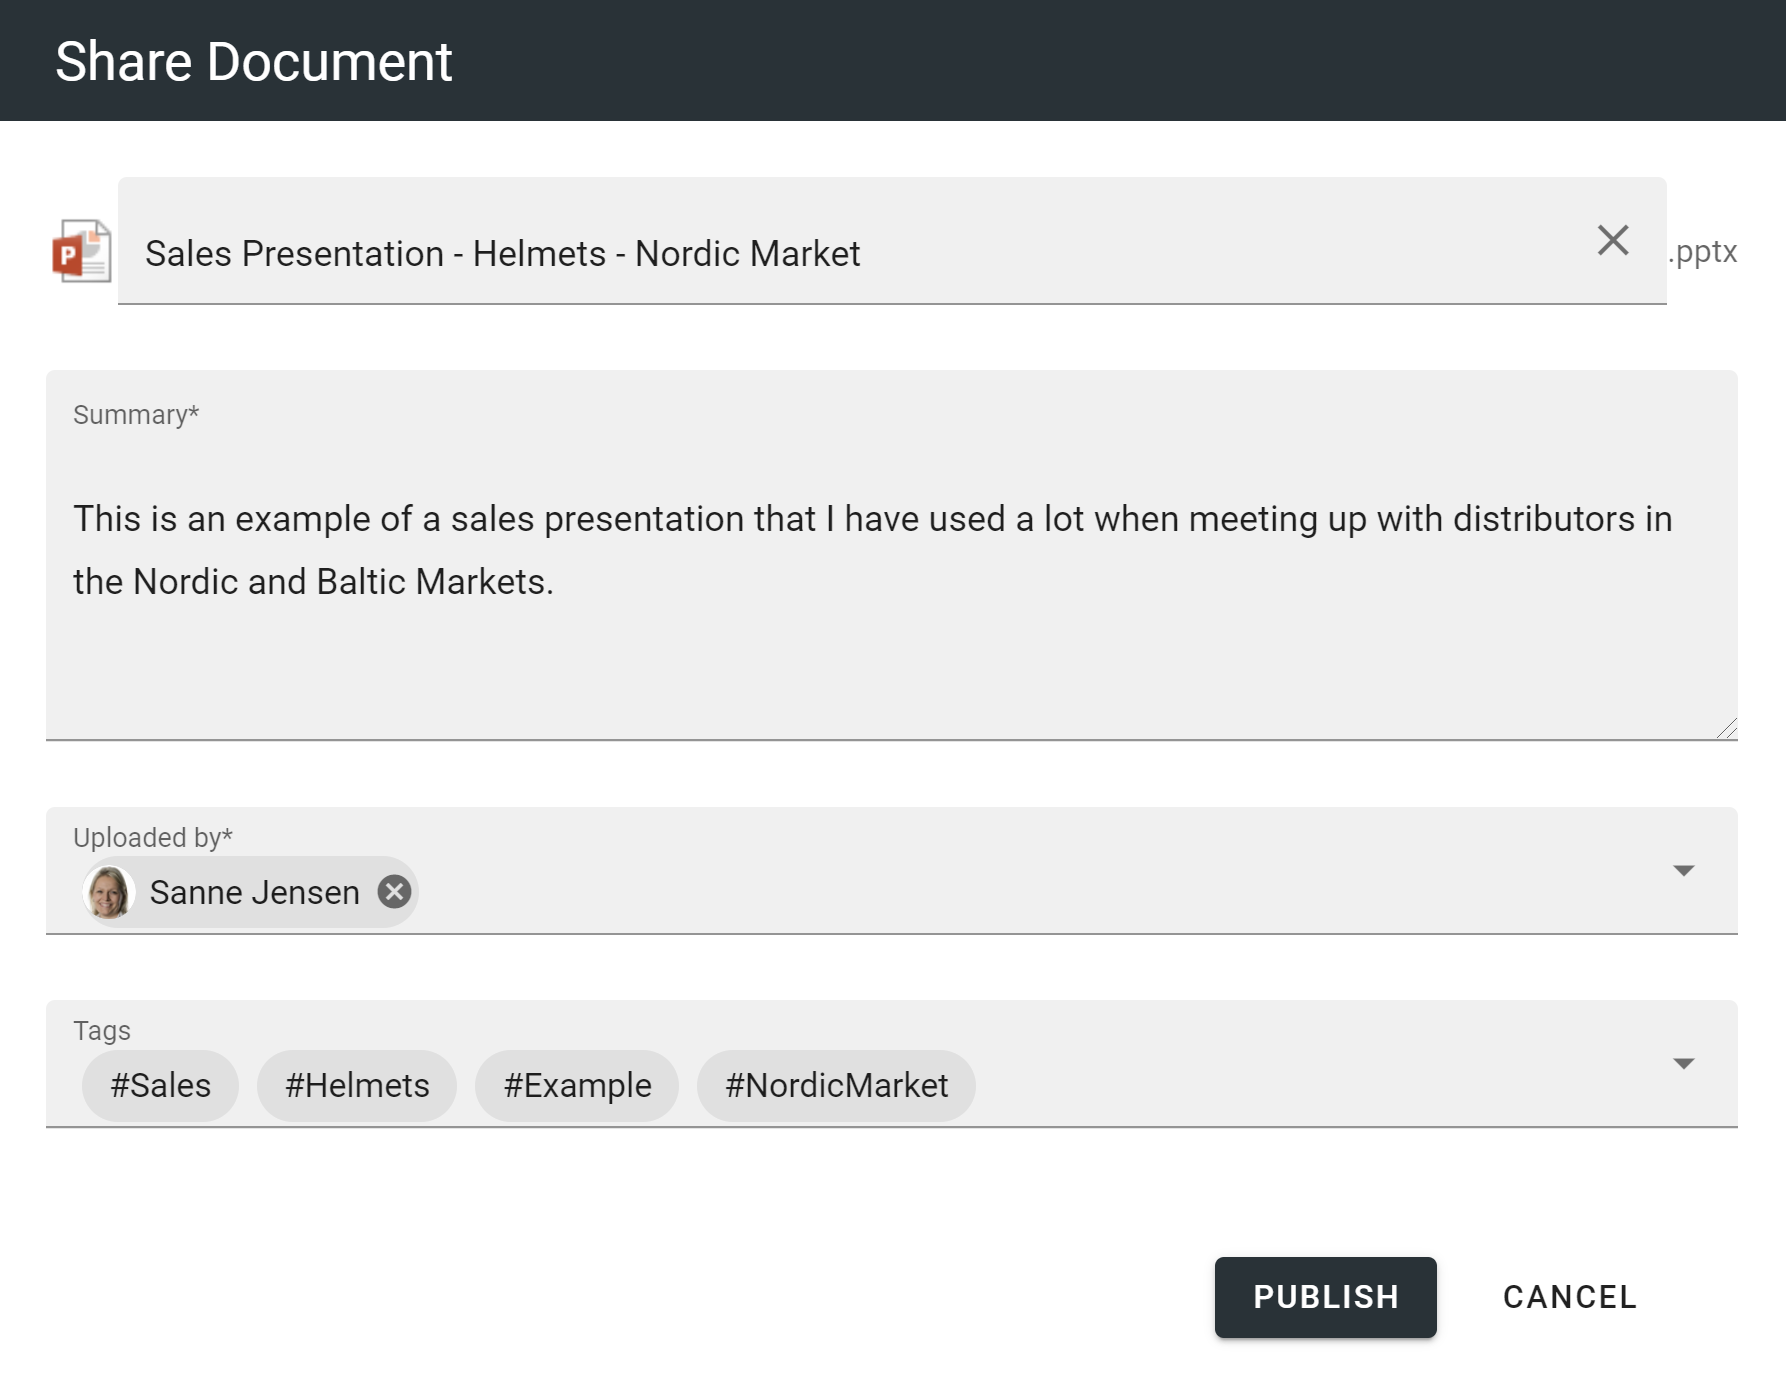 Share Document
P
Sales Presentation - Helmets - Nordic Market
.pptx
Summary*
This is an example of a sales presentation that I have used a lot when meeting up with distributors in
the Nordic and Baltic Markets.
Uploaded by*
Sanne Jensen
Tags
#Sales #Helmets #Example #NordicMarket
PUBLISH CANCEL